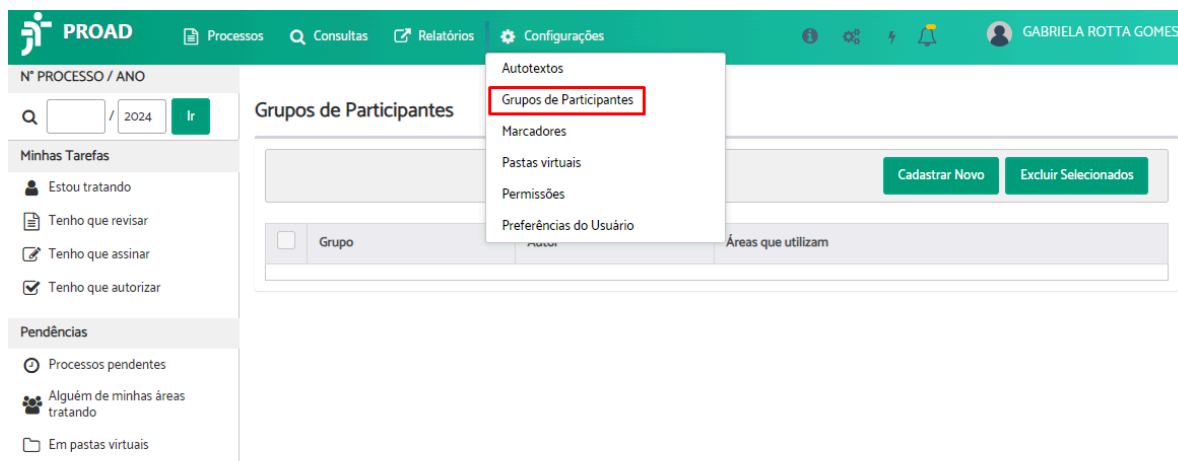 PROAD
Processos
Consultas
Relatórios
Configurações
GABRIELA ROTTA GOMES
N° PROCESSO / ANO
/ 2024 Ir
Minhas Tarefas
Estou tratando
Tenho que revisar
Tenho que assinar
Tenho que autorizar
Pendências
Processos pendentes
Alguém de minhas áreas
tratando
Em pastas virtuais
Autotextos
Grupos de Participantes
Marcadores
Pastas virtuais
Permissões
Preferências do Usuário
Grupos de Participantes
Cadastrar Novo
Excluir Selecionados
Grupo
Autor
Áreas que utilizam